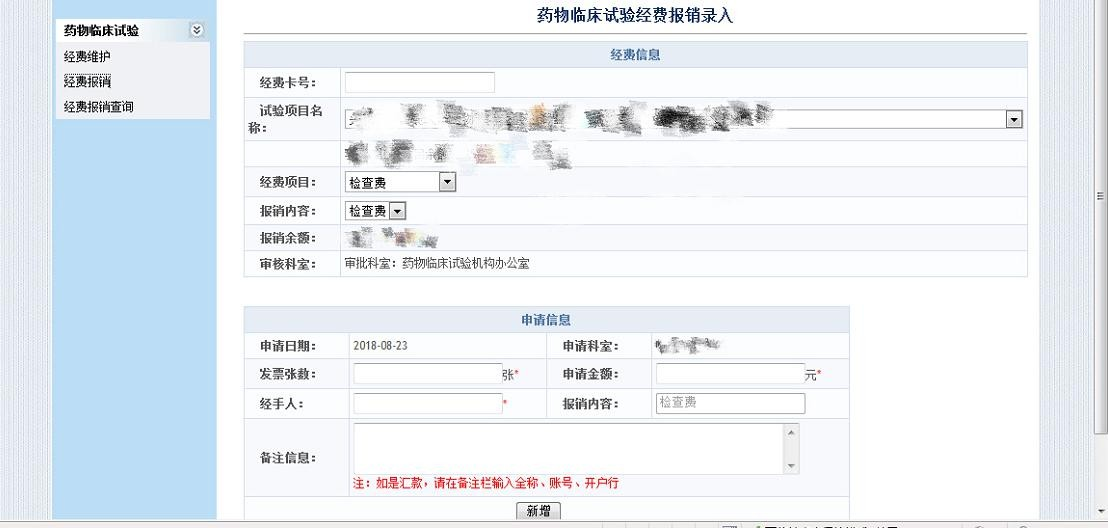 药物临床试验经费报销录入
药物临床试验
经费维护
经费报销
经费报销查询
经费信息
经费卡号：
试验项目名
称：
经费项目： 检查费
报销内容： 检查费
报销余额：
审核科室： 审批科室：药物临床试验机构办公室
申请信息
申请日期： 2018-08-23 申请科室：
发票张数： 张* 申请金额： 元*
经手人： * 报销内容： 检查费
备注信息：
注：如是汇款，请在备注栏输入全称、账号、开户行
新增